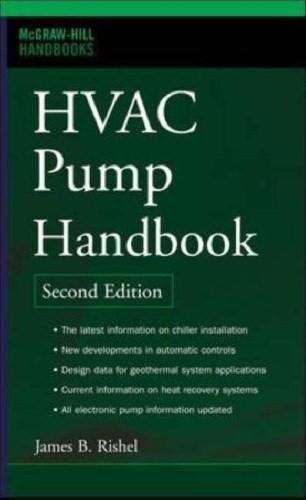 McGRAW-HILL
HANDBOOKS
HVAC
Pump
Handbook
Second Edition
• The latest information on chiller installation
• New developments in automatic controls
• Design data for geothermal system applications
• Current information on heat recovery systems
• All electronic pump information updated
James B. Rishel